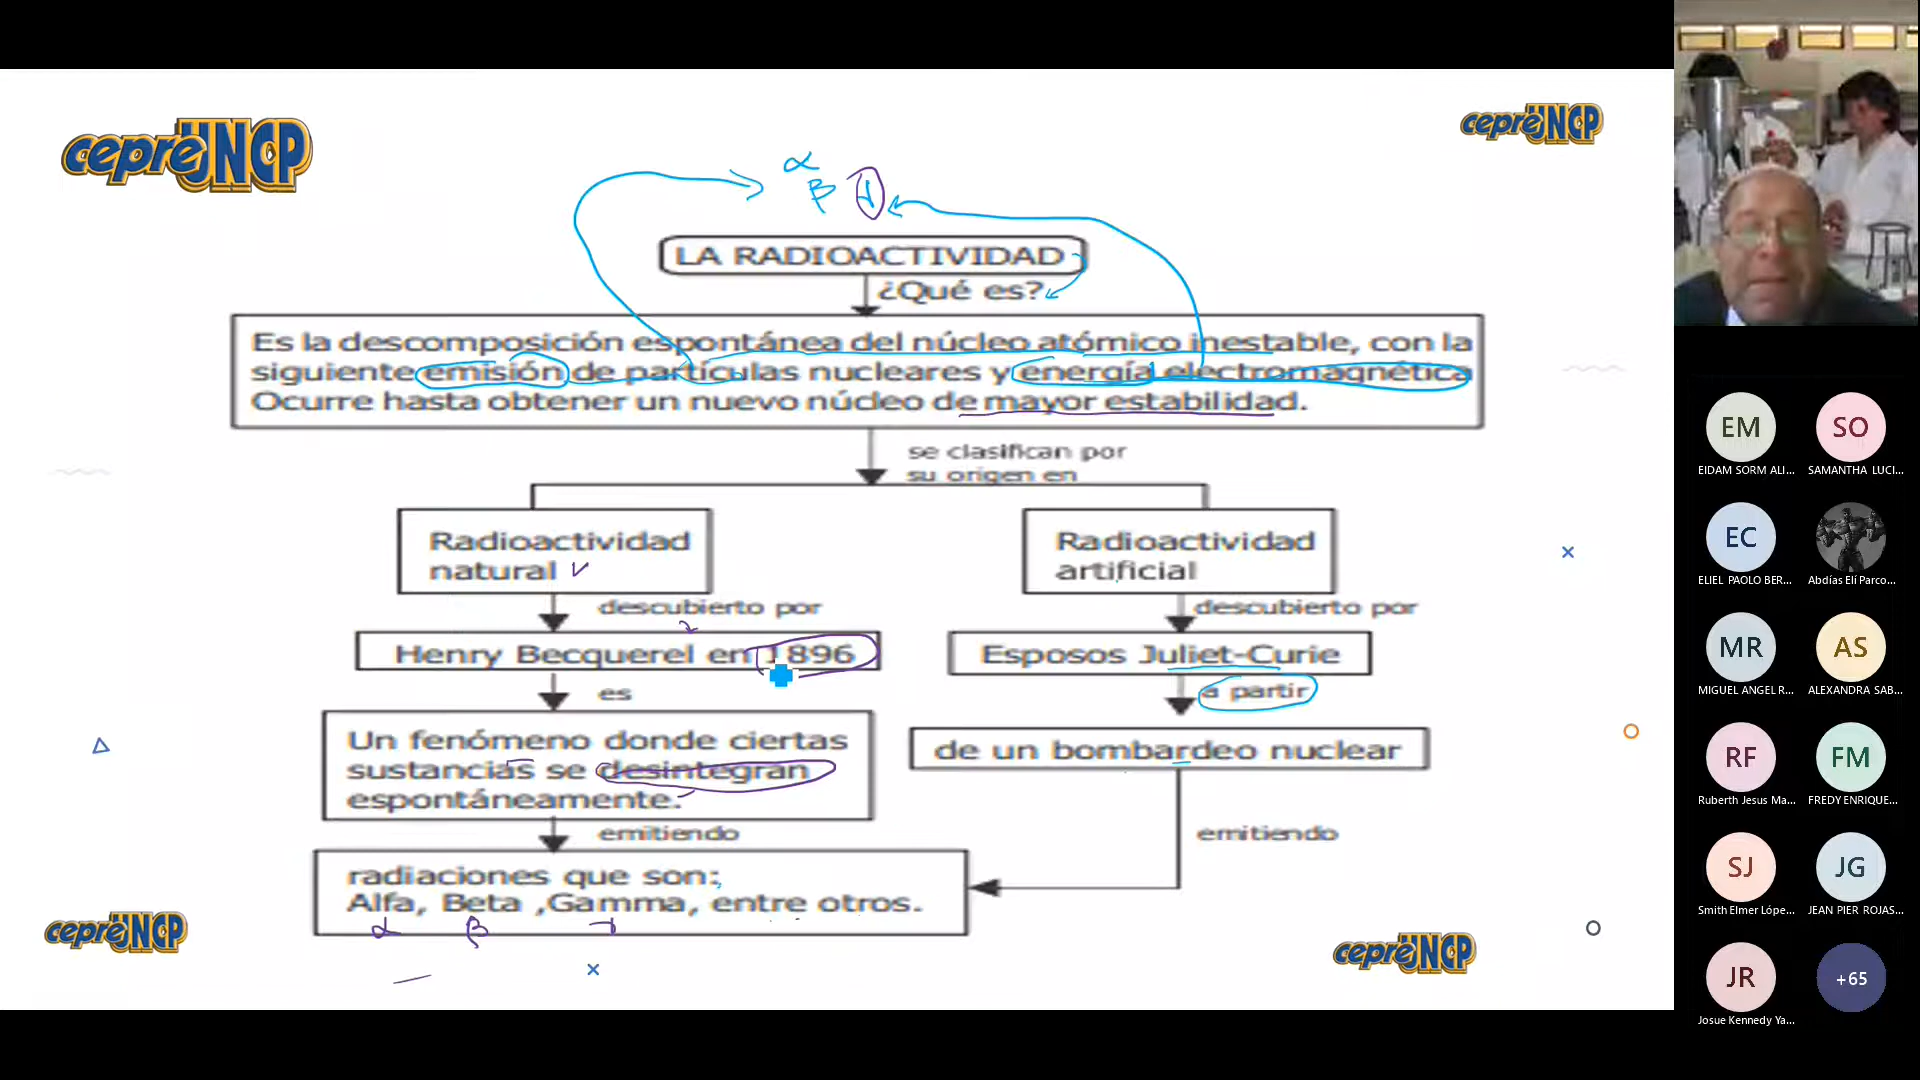 cepreUNCP
cepreUNCP
α
β γ
LA RADIOACTIVIDAD
¿Qué es?
Es la descomposición espontánea del núcleo atómico inestable, con la
siguiente emisión de partículas nucleares y energía electromagnética
Ocurre hasta obtener un nuevo núcleo de mayor estabilidad.
se clasifican por
su origen en
Radioactividad
natural
descubierto por
Henry Becquerel en 1896
es
Un fenómeno donde ciertas
sustancias se desintegran
espontáneamente.
emitiendo
radiaciones que son:
Alfa, Beta ,Gamma, entre otros.
α β γ
Radioactividad
artificial
descubierto por
Esposos Juliet-Curie
a partir
de un bombardeo nuclear
emitiendo
cepreUNCP
cepreUNCP
EM
EIDAM SORM ALI...
SO
SAMANTHA LUCI...
EC
ELIEL PAOLO BER...
Abdías Elí Parco...
MR
MIGUEL ANGEL R...
AS
ALEXANDRA SAB...
RF
Ruberth Jesus Ma...
FM
FREDY ENRIQUE...
SJ
Smith Elmer Lópe...
JG
JEAN PIER ROJAS...
JR
Josue Kennedy Ya...
+65